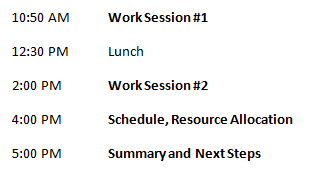 10:50 AM Work Session #1
12:30 PM Lunch
2:00 PM Work Session #2
4:00 PM Schedule, Resource Allocation
5:00 PM Summary and Next Steps